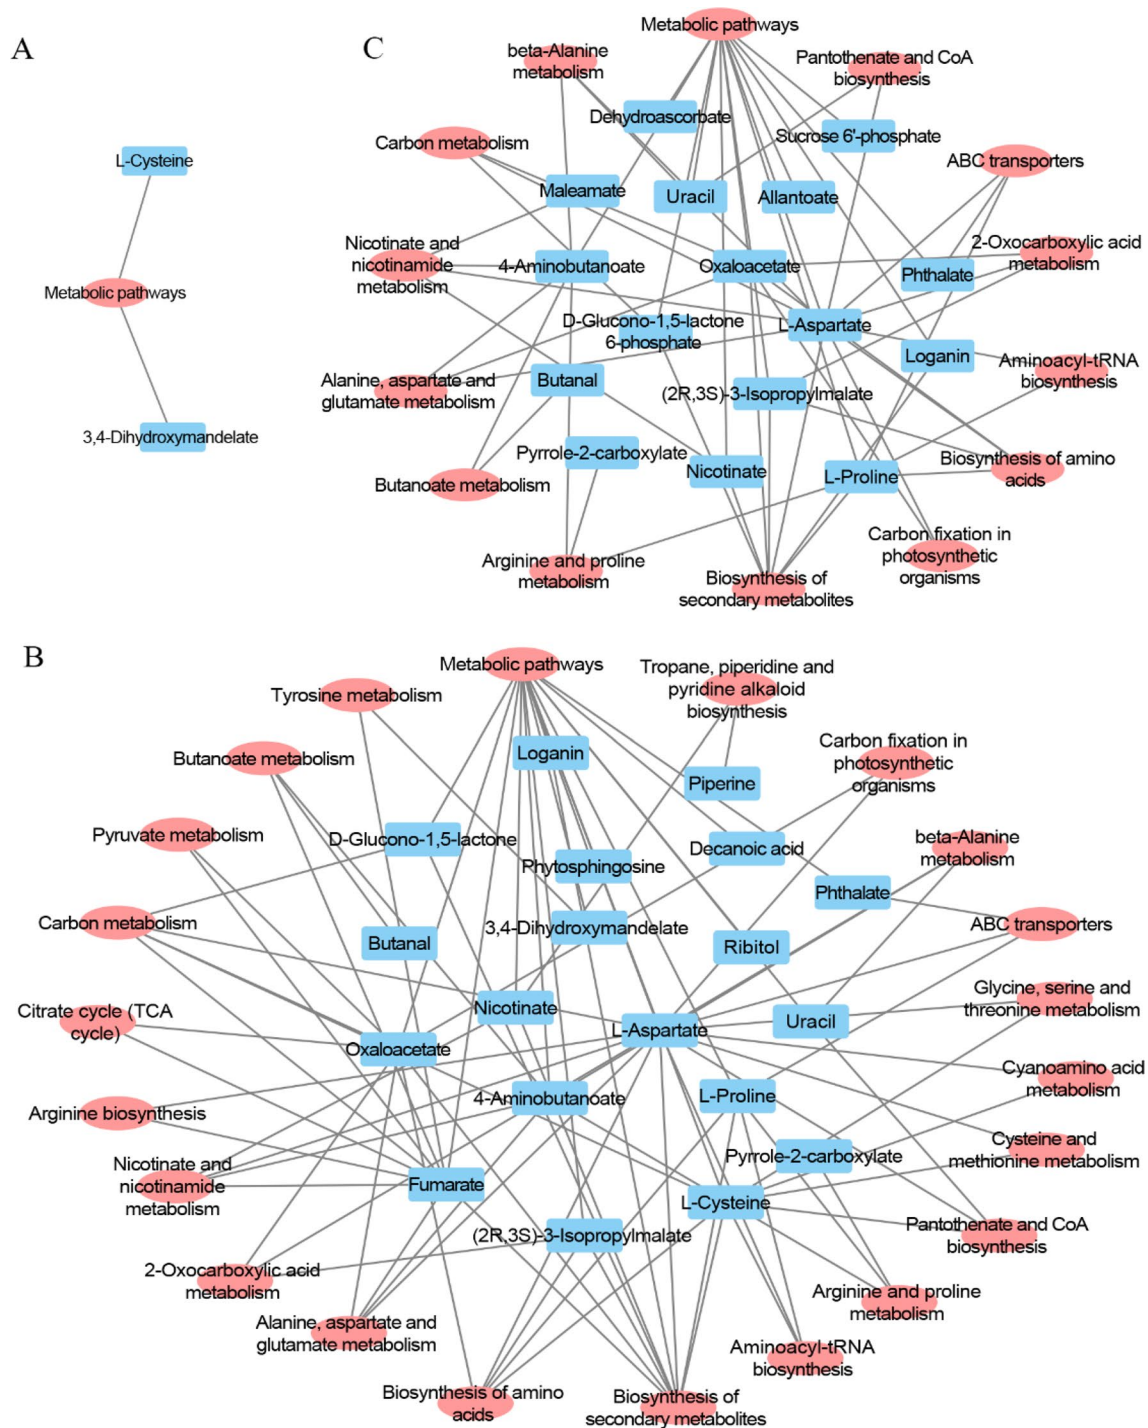 A
L-Cysteine
Metabolic pathways
3,4-Dihydroxymandelate
C
Metabolic pathways
beta-Alanine
metabolism
Pantothenate and CoA
biosynthesis
Dehydroascorbate
Sucrose 6'-phosphate
Carbon metabolism
ABC transporters
Maleamate
Uracil
Allantoate
Nicotinate and
nicotinamide
metabolism
4-Aminobutanoate
Oxaloacetate
Phthalate
2-Oxocarboxylic acid
metabolism
D-Glucono-1,5-lactone
6-phosphate
L-Aspartate
Loganin
Aminoacyl-tRNA
biosynthesis
Alanine, aspartate and
glutamate metabolism
Butanal
(2R,3S)-3-Isopropylmalate
Pyrrole-2-carboxylate
Nicotinate
L-Proline
Biosynthesis of amino
acids
Butanoate metabolism
Arginine and proline
metabolism
Biosynthesis of
secondary metabolites
Carbon fixation in
photosynthetic
organisms
B
Metabolic pathways
Tropane, piperidine and
pyridine alkaloid
biosynthesis
Tyrosine metabolism
Butanoate metabolism
Loganin
Piperine
Carbon fixation in
photosynthetic
organisms
Pyruvate metabolism
D-Glucono-1,5-lactone
Phytosphingosine
Decanoic acid
beta-Alanine
metabolism
Phthalate
Carbon metabolism
Butanal
3,4-Dihydroxymandelate
Ribitol
ABC transporters
Citrate cycle (TCA
cycle)
Nicotinate
Oxaloacetate
L-Aspartate
Uracil
Glycine, serine and
threonine metabolism
Arginine biosynthesis
4-Aminobutanoate
L-Proline
Cyanoamino acid
metabolism
Nicotinate and
nicotinamide
metabolism
Fumarate
Pyrrole-2-carboxylate
L-Cysteine
Cysteine and
methionine metabolism
(2R,3S)-3-Isopropylmalate
Pantothenate and CoA
biosynthesis
2-Oxocarboxylic acid
metabolism
Arginine and proline
metabolism
Alanine, aspartate and
glutamate metabolism
Aminoacyl-tRNA
biosynthesis
Biosynthesis of amino
acids
Biosynthesis of
secondary metabolites